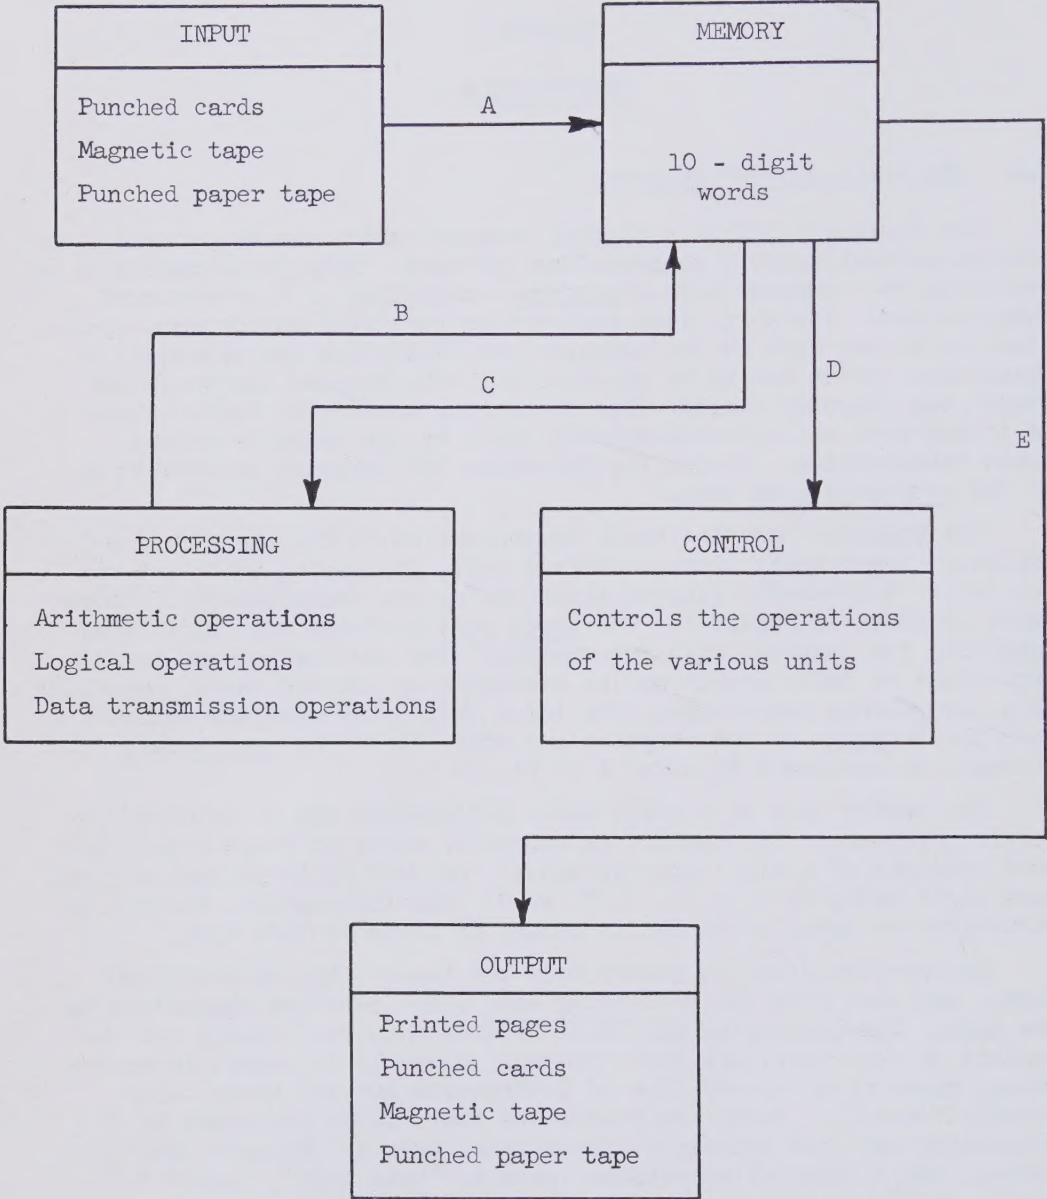 INPUT
Punched cards
Magnetic tape
Punched paper tape
A
MEMORY
10 - digit
words
B
C
D
E
PROCESSING
Arithmetic operations
Logical operations
Data transmission operations
CONTROL
Controls the operations
of the various units
OUTPUT
Printed pages
Punched cards
Magnetic tape
Punched paper tape